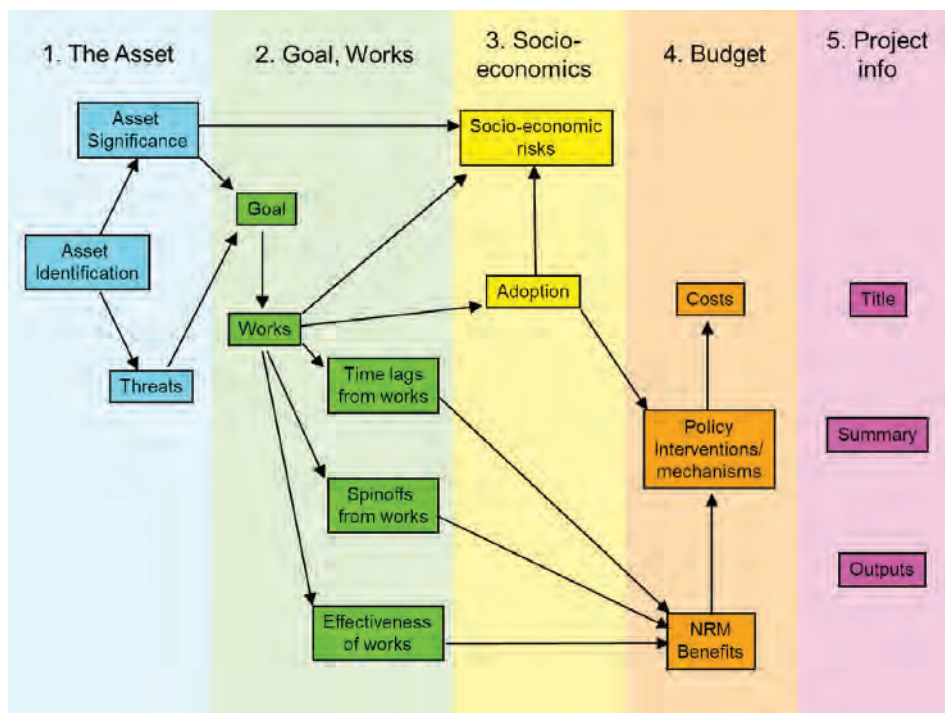 1. The Asset
2. Goal, Works
3. Socio-
economics
4. Budget
5. Project
info
Asset
Significance
Asset
Identification
Threats
Goal
Works
Time lags
from works
Spinoffs
from works
Effectiveness
of works
Socio-economic
risks
Adoption
Costs
Policy
Interventions/
mechanisms
NRM
Benefits
Title
Summary
Outputs